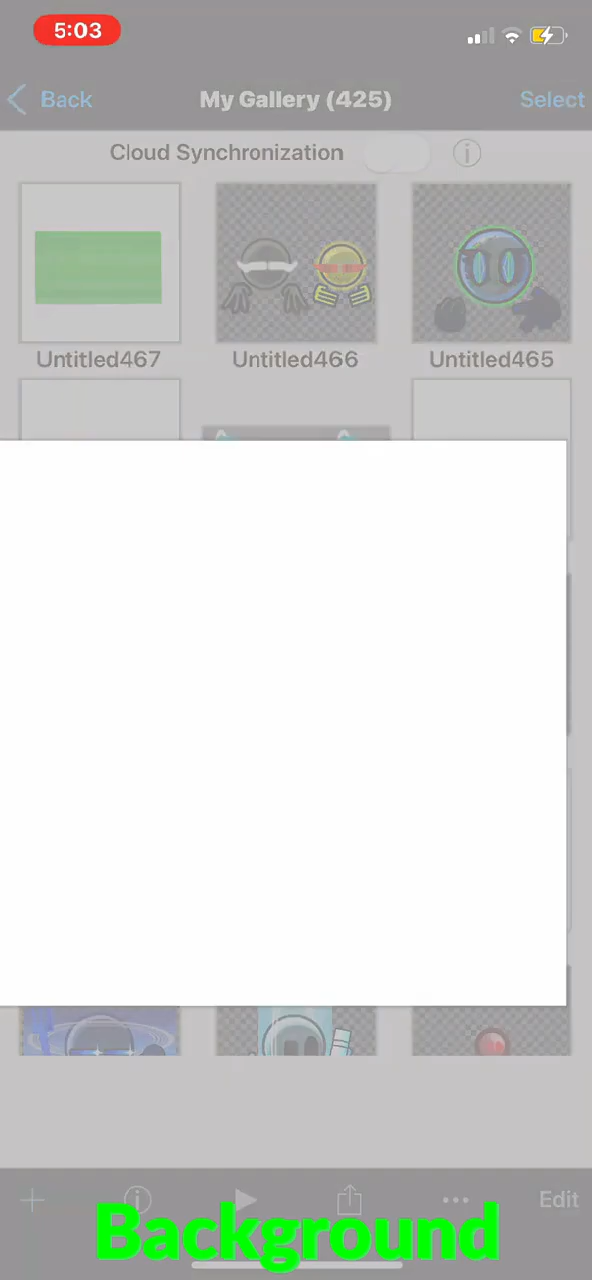 5:03
Back
My Gallery (425)
Select
Cloud Synchronization
Untitled467
Untitled466
Untitled465
Edit
Background